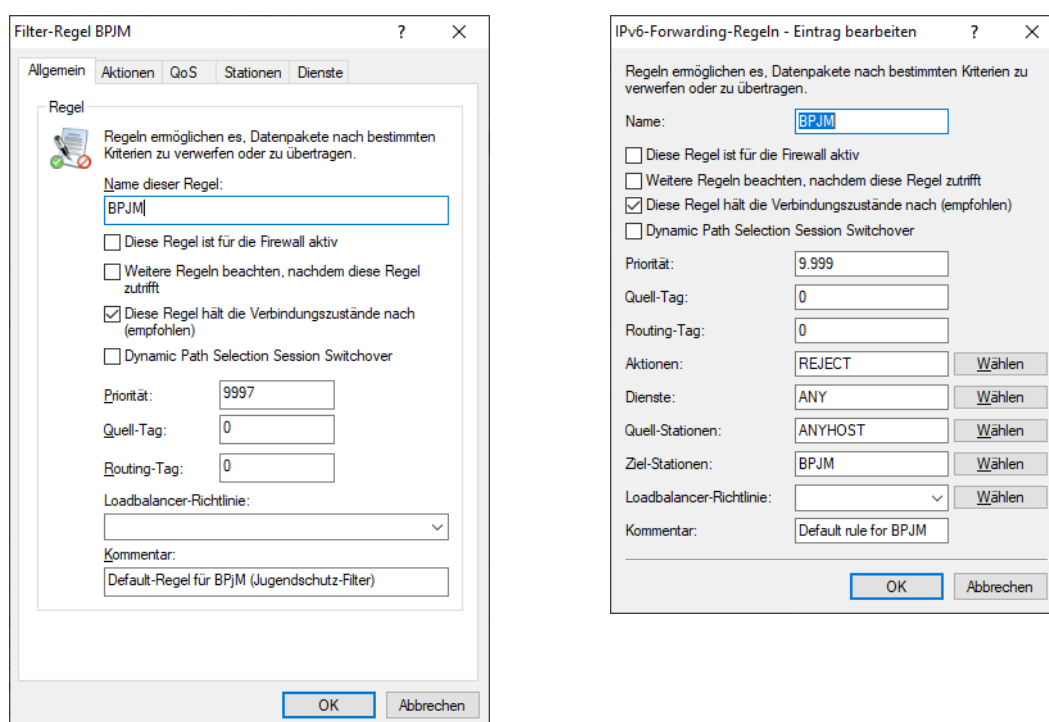 Filter-Regel BPJM
?
Allgemein
Aktionen
QoS
Stationen
Dienste
Regel
Regeln ermöglichen es, Datenpakete nach bestimmten
Kriterien zu verwerfen oder zu übertragen.
Name dieser Regel:
BPJM
Diese Regel ist für die Firewall aktiv
Weitere Regeln beachten, nachdem diese Regel
zutrifft
Diese Regel hält die Verbindungszustände nach
(empfohlen)
Dynamic Path Selection Session Switchover
Priorität: 9997
Quell-Tag: 0
Routing-Tag: 0
Loadbalancer-Richtlinie:
Kommentar:
Default-Regel für BPjM (Jugendschutz-Filter)
OK
Abbrechen
IPv6-Forwarding-Regeln - Eintrag bearbeiten
?
Regeln ermöglichen es, Datenpakete nach bestimmten Kriterien zu
verwerfen oder zu übertragen.
Name: BPJM
Diese Regel ist für die Firewall aktiv
Weitere Regeln beachten, nachdem diese Regel zutrifft
Diese Regel hält die Verbindungszustände nach (empfohlen)
Dynamic Path Selection Session Switchover
Priorität: 9.999
Quell-Tag: 0
Routing-Tag: 0
Aktionen: REJECT Wählen
Dienste: ANY Wählen
Quell-Stationen: ANYHOST Wählen
Ziel-Stationen: BPJM Wählen
Loadbalancer-Richtlinie: Wählen
Kommentar: Default rule for BPJM
OK
Abbrechen